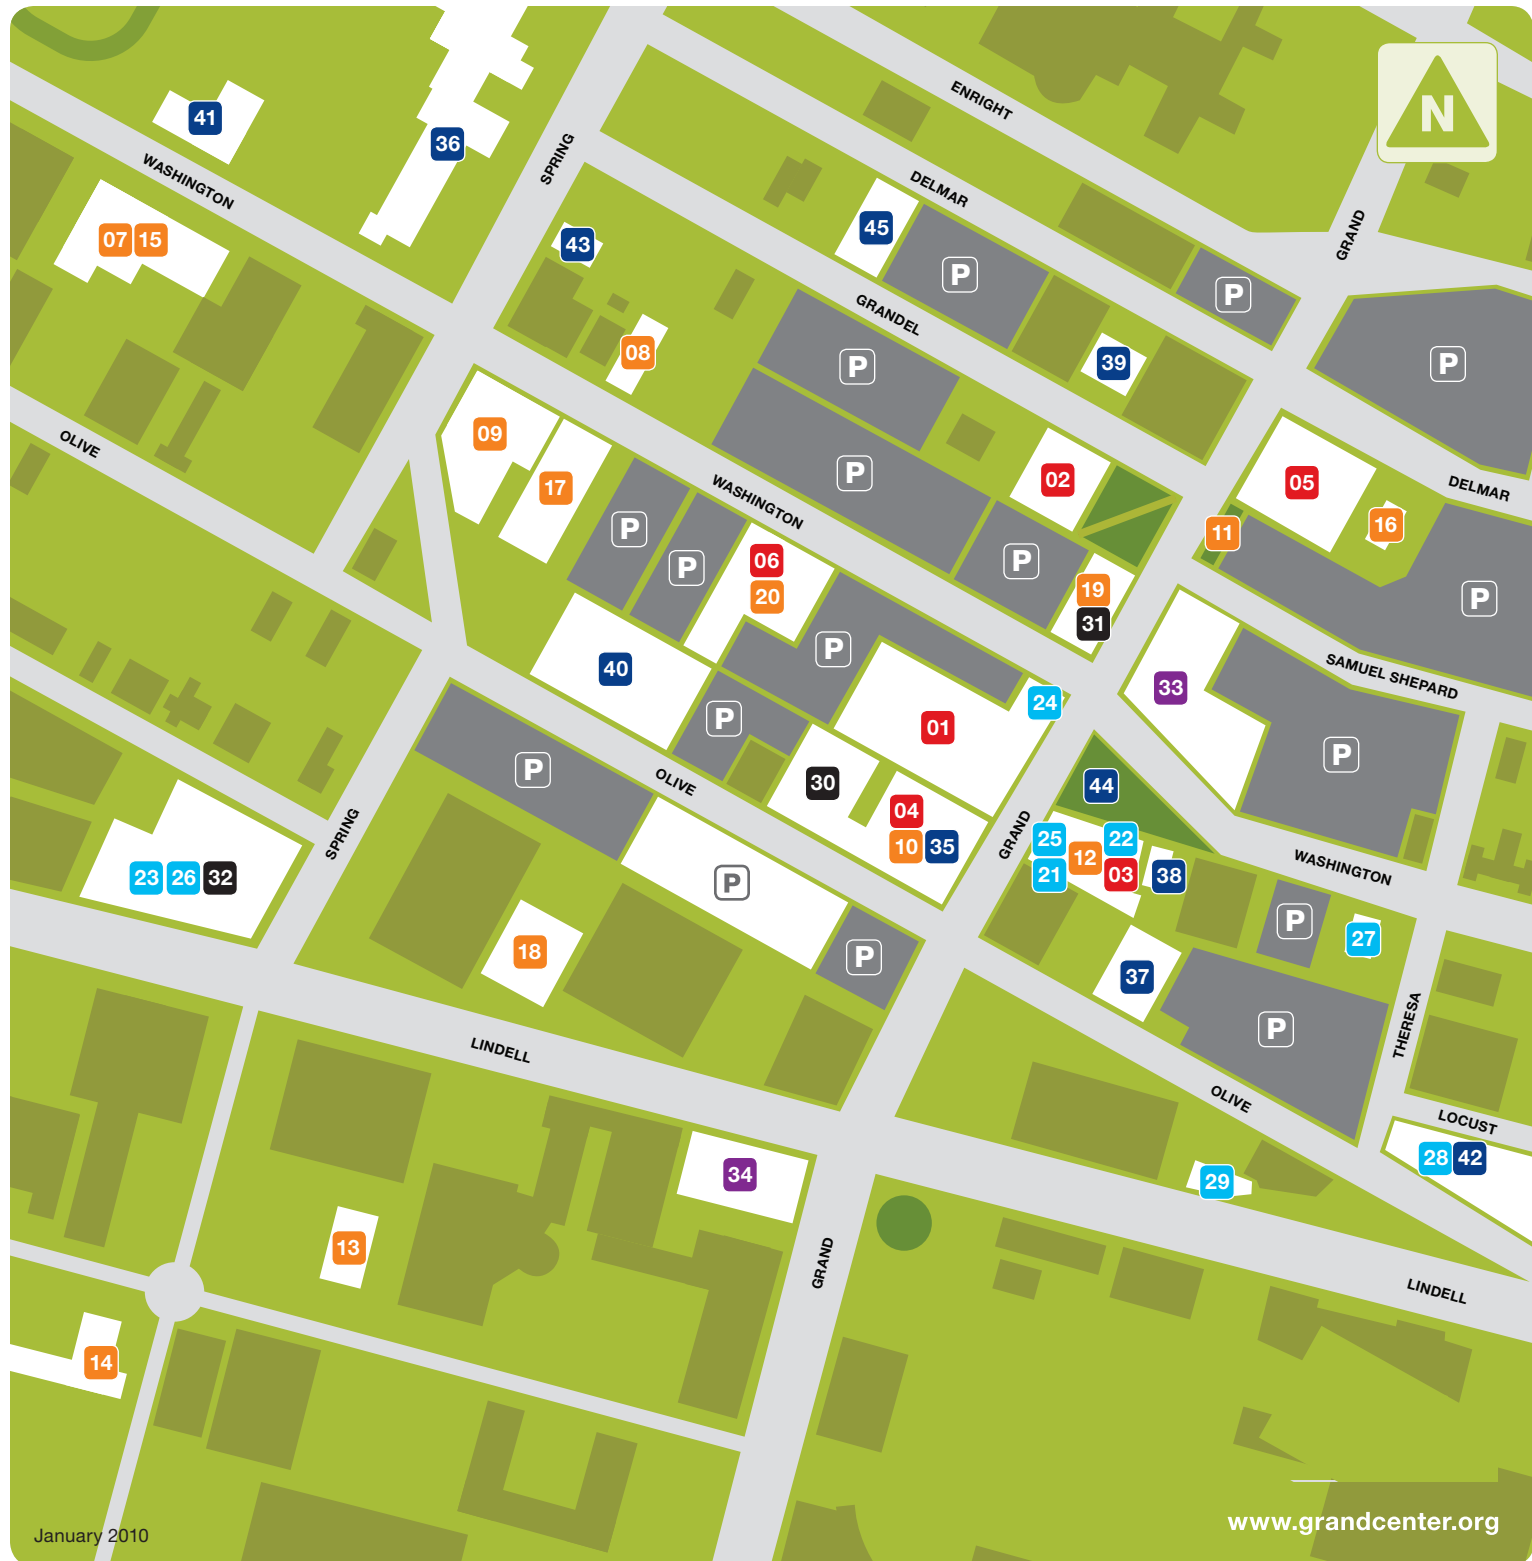 N
ENRIGHT
41
36
SPRING
WASHINGTON
DELMAR
45
GRAND
07 15
43
P
P
GRANDEL
08
P
39
P
OLIVE
09
17
WASHINGTON
P
02
05
DELMAR
P
P
11
16
06
P
P
20
19
31
P
40
P
SAMUEL SHEPARD
33
24
P
01
P
P
OLIVE
30
44
SPRING
04
GRAND
25
22
10 35
12
WASHINGTON
23 26 32
P
21
03
38
18
P
P
27
37
THERESA
LINDELL
P
OLIVE
LOCUST
34
28 42
29
13
GRAND
LINDELL
14
January 2010
www.grandcenter.org